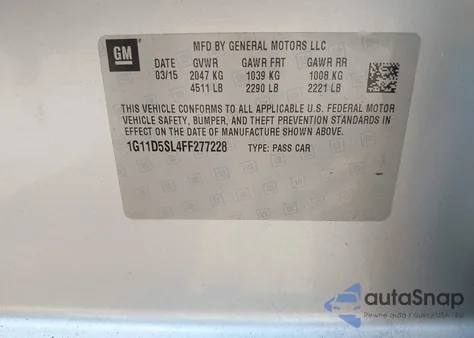 GM
MFD BY GENERAL MOTORS LLC
DATE GVWR GAWR FRT GAWR RR
03/15 2047 KG 1039 KG 1008 KG
4511 LB 2290 LB 2221 LB
THIS VEHICLE CONFORMS TO ALL APPLICABLE U.S. FEDERAL MOTOR
VEHICLE SAFETY, BUMPER, AND THEFT PREVENTION STANDARDS IN
EFFECT ON THE DATE OF MANUFACTURE SHOWN ABOVE.
1G11D5SL4FF277228 TYPE: PASS CAR
autoSnap